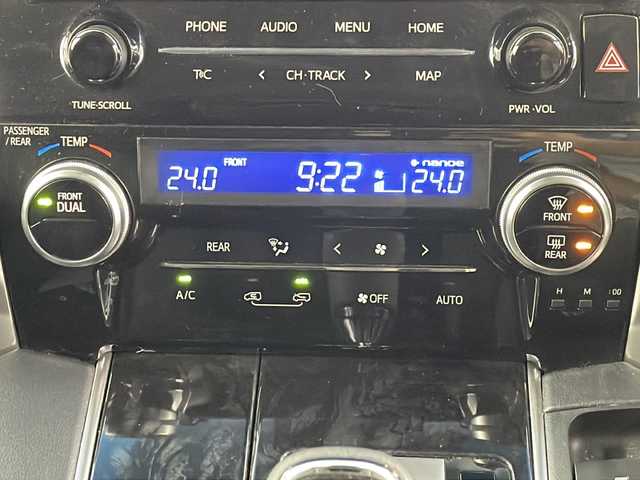 PHONE AUDIO MENU HOME
T∅C < CH·TRACK > MAP
TUNE·SCROLL PWR·VOL
PASSENGER
/REAR
TEMP TEMP
FRONT nanoe
24.0 9:22 24.0
FRONT
DUAL
FRONT
REAR
REAR < >
A/C OFF AUTO
H M :00